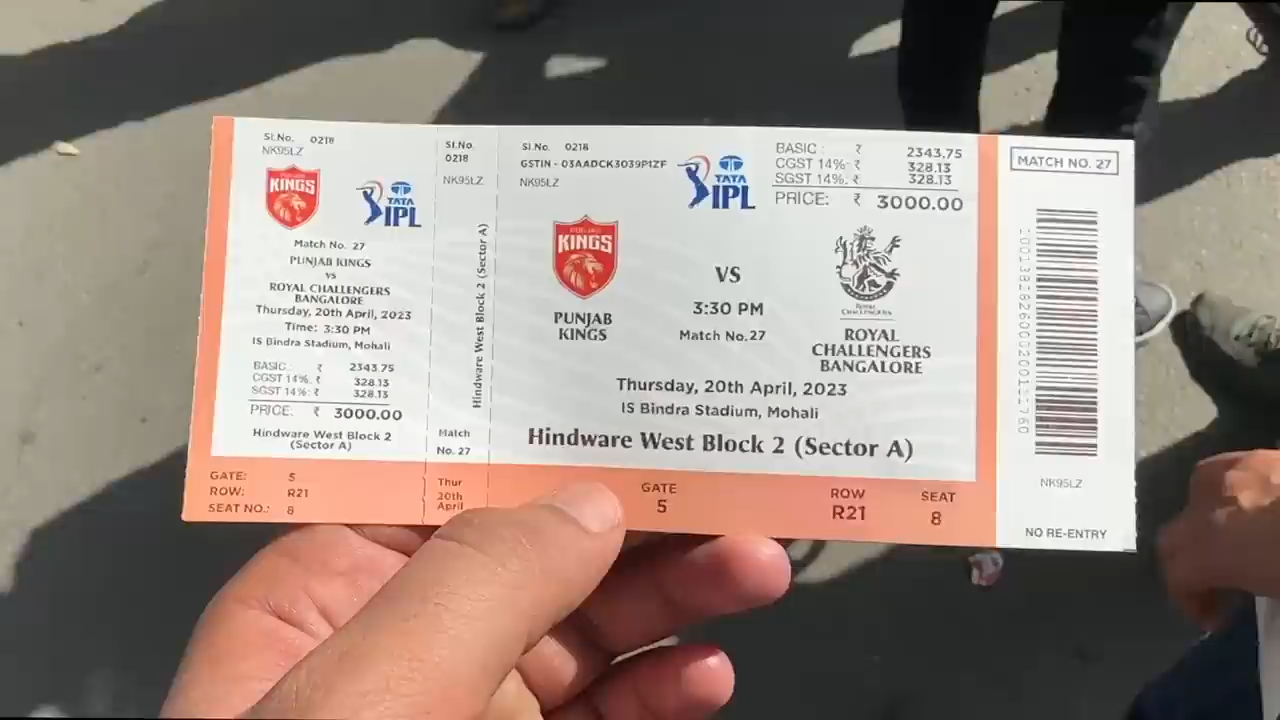 Sl.No. 0218
NK95LZ
KINGS
TATA
IPL
Match No. 27
PUNJAB KINGS
vs
ROYAL CHALLENGERS
BANGALORE
Thursday, 20th April, 2023
Time: 3:30 PM
IS Bindra Stadium, Mohali
BASIC: ₹ 2343.75
CGST 14%: ₹ 328.13
SGST 14%: ₹ 328.13
PRICE: ₹ 3000.00
Hindware West Block 2
(Sector A)
GATE: 5
ROW: R21
SEAT NO.: 8
Sl.No.
0218
NK95LZ
Hindware West Block 2 (Sector A)
Match
No. 27
Thur
20th
April
Sl.No. 0218
GSTIN - 03AADCK3039P1ZF
NK95LZ
TATA
IPL
BASIC : ₹ 2343.75
CGST 14%: ₹ 328.13
SGST 14%: ₹ 328.13
PRICE: ₹ 3000.00
PUNJAB
KINGS
PUNJAB
KINGS
VS
3:30 PM
Match No.27
ROYAL
CHALLENGERS
ROYAL
CHALLENGERS
BANGALORE
Thursday, 20th April, 2023
IS Bindra Stadium, Mohali
Hindware West Block 2 (Sector A)
GATE
5
ROW
R21
SEAT
8
MATCH NO. 27
NK95LZ
NO RE-ENTRY